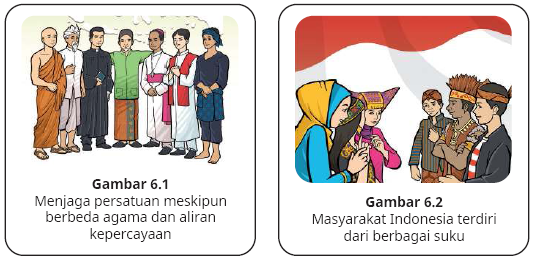 Gambar 6.1
Menjaga persatuan meskipun
berbeda agama dan aliran
kepercayaan
Gambar 6.2
Masyarakat Indonesia terdiri
dari berbagai suku